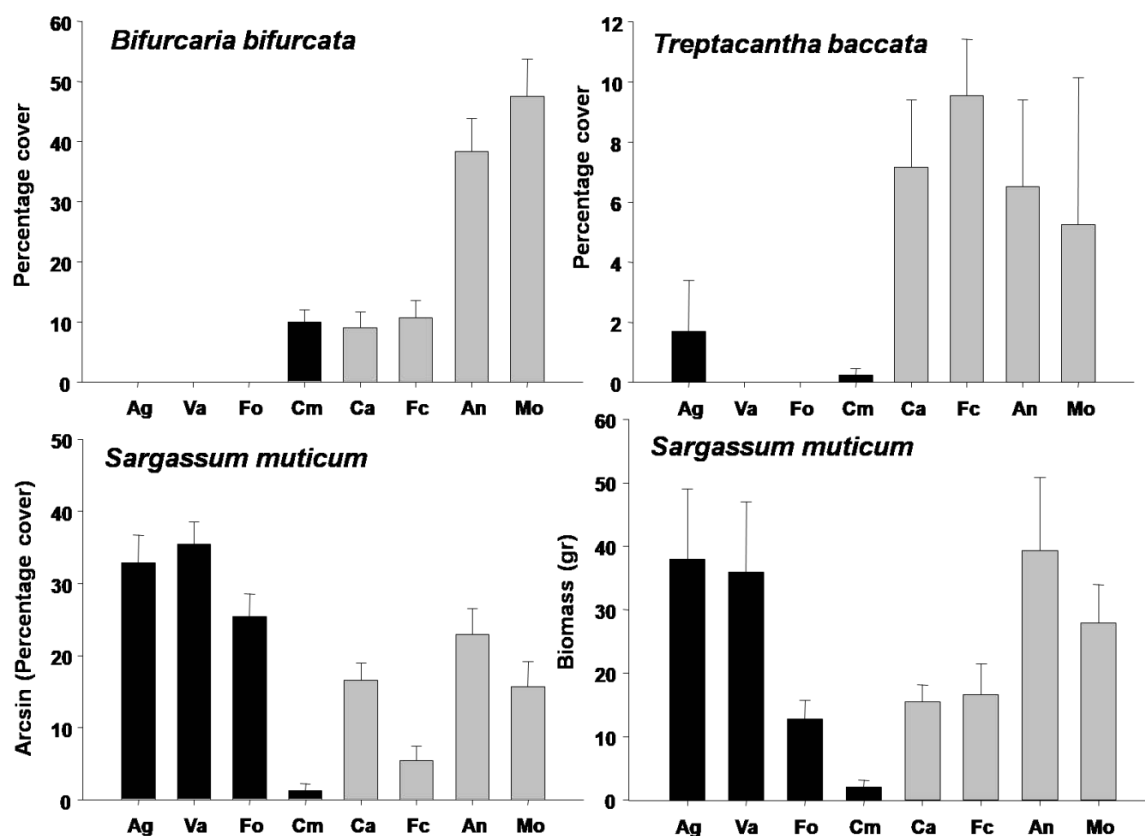 Bifurcaria bifurcata
Percentage cover
60
50
40
30
20
10
0
Ag Va Fo Cm Ca Fc An Mo
Treptacantha baccata
Percentage cover
12
10
8
6
4
2
0
Ag Va Fo Cm Ca Fc An Mo
Sargassum muticum
Arcsin (Percentage cover)
50
40
30
20
10
0
Ag Va Fo Cm Ca Fc An Mo
Sargassum muticum
Biomass (gr)
60
50
40
30
20
10
0
Ag Va Fo Cm Ca Fc An Mo